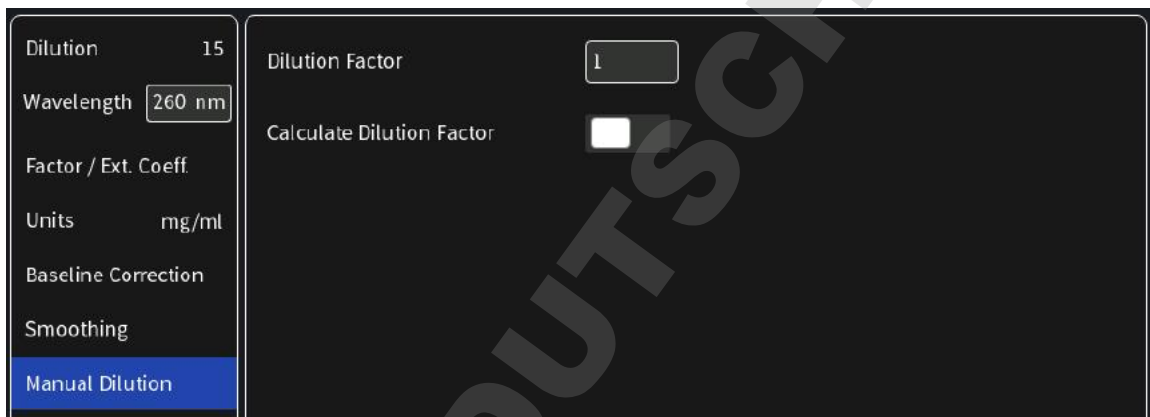 Dilution 15
Wavelength 260 nm
Factor / Ext. Coeff.
Units mg/ml
Baseline Correction
Smoothing
Manual Dilution
Dilution Factor 1
Calculate Dilution Factor